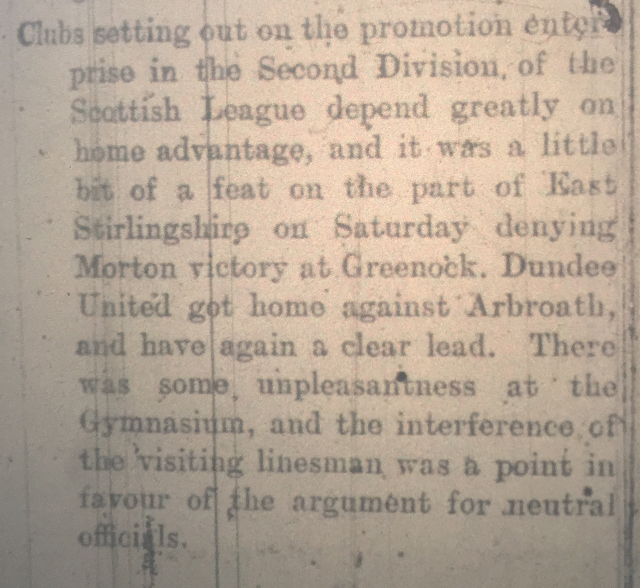 Clubs setting out on the promotion enter-
prise in the Second Division, of the
Scottish League depend greatly on
home advantage, and it was a little
bit of a feat on the part of East
Stirlingshire on Saturday denying
Morton victory at Greenock. Dundee
United got home against Arbroath,
and have again a clear lead. There
was some unpleasantness at the
Gymnasium, and the interference of
the visiting linesman was a point in
favour of the argument for neutral
officials.